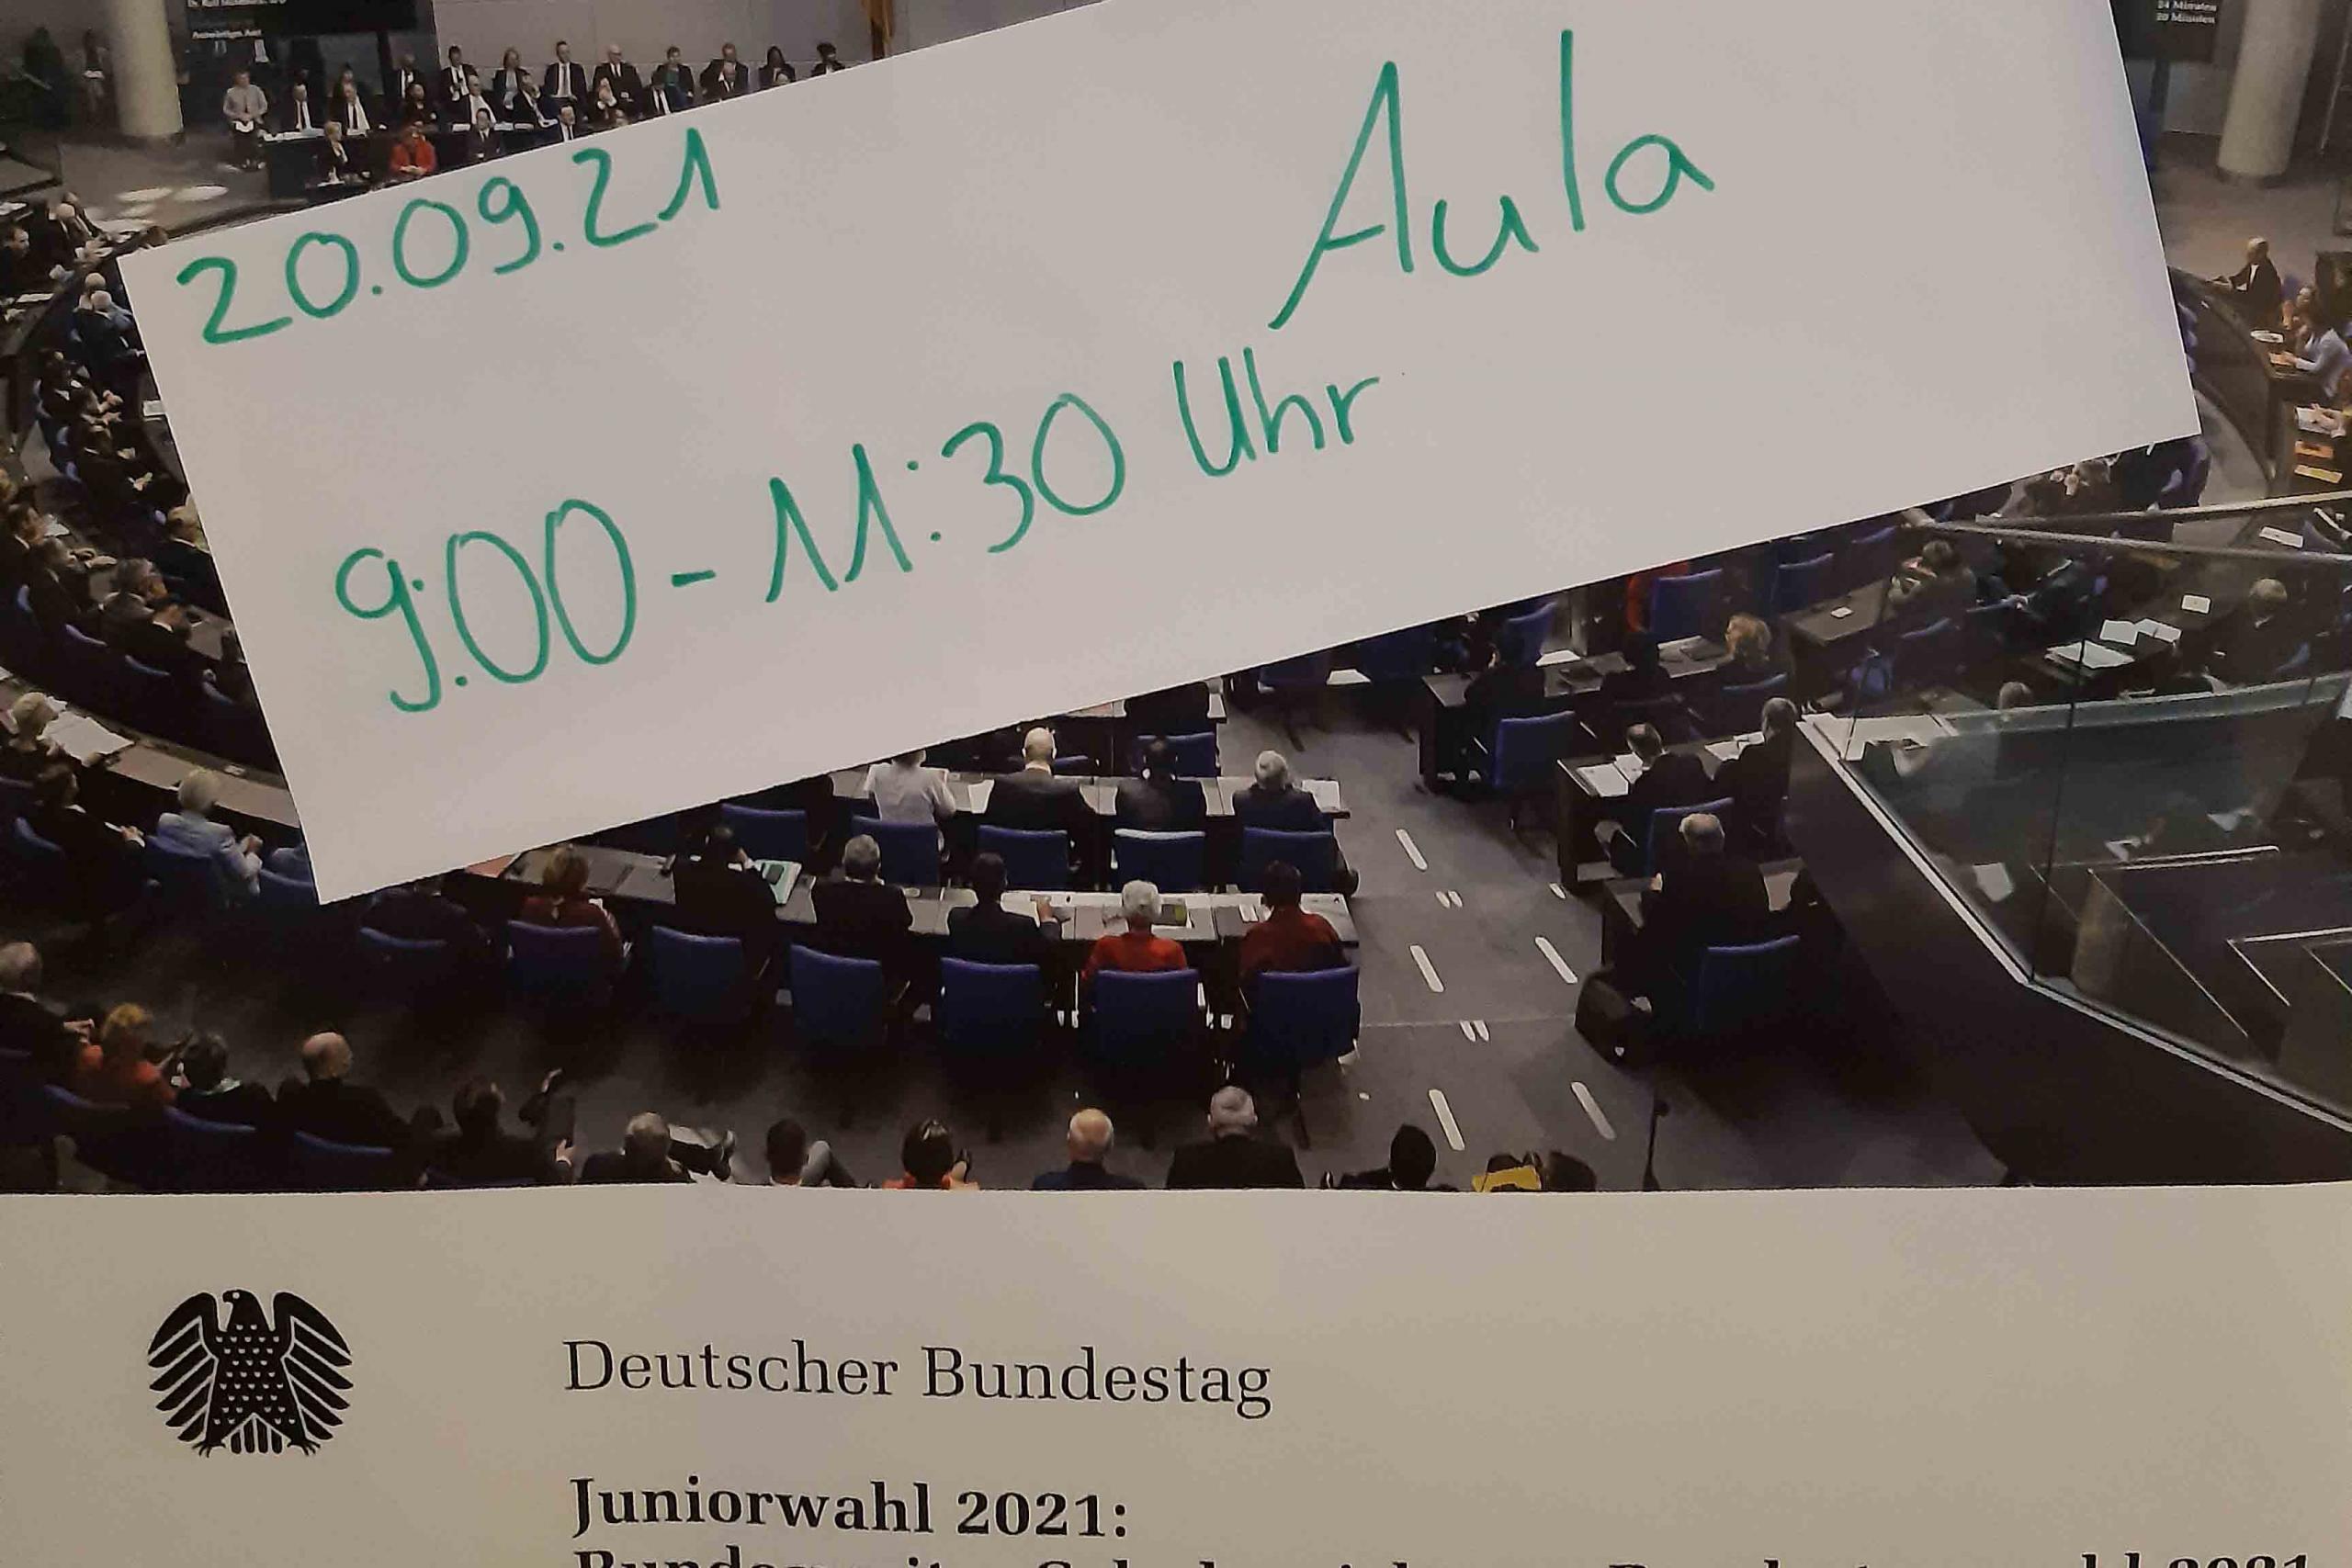 20.09.21 Aula
9:00 - 11:30 Uhr
Deutscher Bundestag
Juniorwahl 2021: